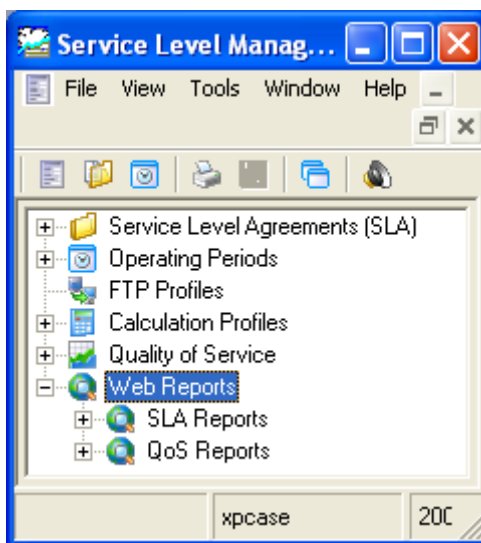 Service Level Manag...
File View Tools Window Help
Service Level Agreements (SLA)
Operating Periods
FTP Profiles
Calculation Profiles
Quality of Service
Web Reports
SLA Reports
QoS Reports
xpcase 200